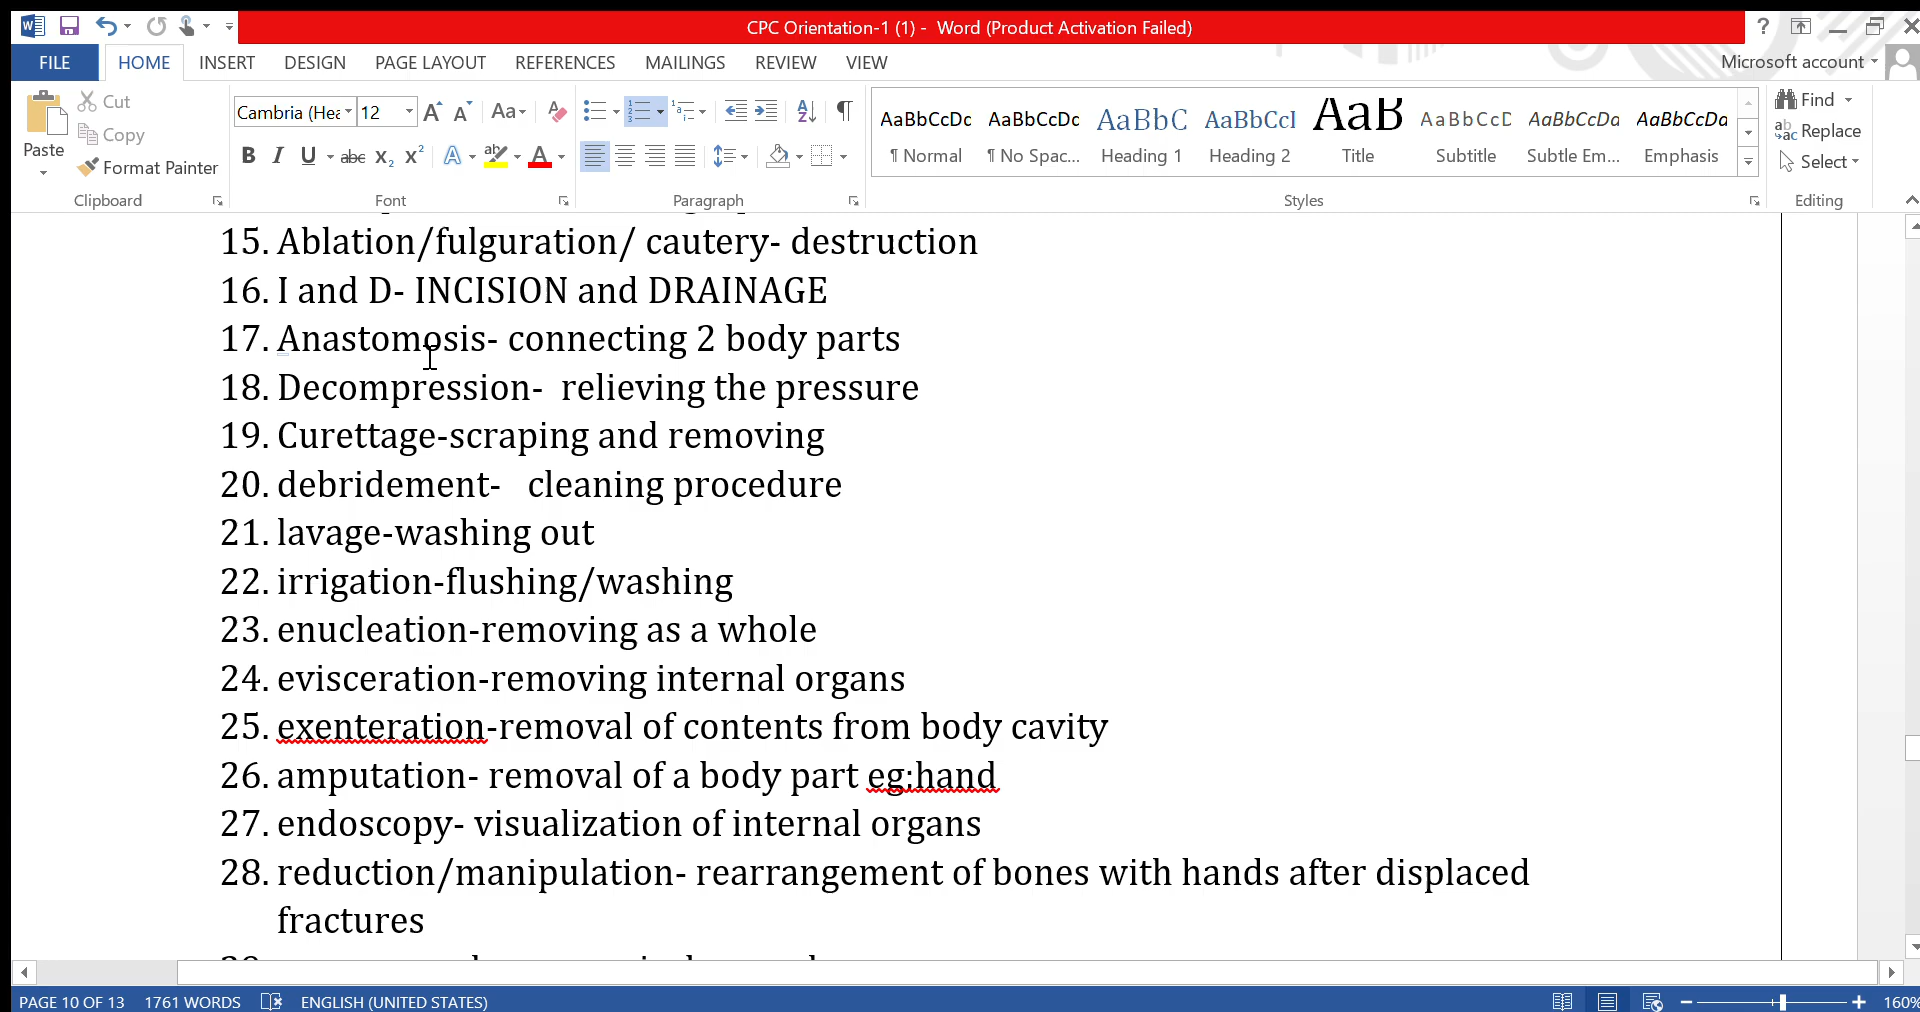 CPC Orientation-1 (1) - Word (Product Activation Failed)
?
FILE HOME INSERT DESIGN PAGE LAYOUT REFERENCES MAILINGS REVIEW VIEW Microsoft account
Paste
Cut
Copy
Format Painter
Clipboard
Cambria (Hea 12
Font
Paragraph
AaBbCcDc AaBbCcDc AaBbC AaBbCcI AaB AaBbCcD AaBbCcDa AaBbCcDa
¶ Normal ¶ No Spac... Heading 1 Heading 2 Title Subtitle Subtle Em... Emphasis
Styles
Find
Replace
Select
Editing
15. Ablation/fulguration/ cautery- destruction
16. I and D- INCISION and DRAINAGE
17. Anastomosis- connecting 2 body parts
18. Decompression- relieving the pressure
19. Curettage-scraping and removing
20. debridement- cleaning procedure
21. lavage-washing out
22. irrigation-flushing/washing
23. enucleation-removing as a whole
24. evisceration-removing internal organs
25. exenteration-removal of contents from body cavity
26. amputation- removal of a body part eg;hand
27. endoscopy- visualization of internal organs
28. reduction/manipulation- rearrangement of bones with hands after displaced
fractures
PAGE 10 OF 13 1761 WORDS ENGLISH (UNITED STATES) 160%